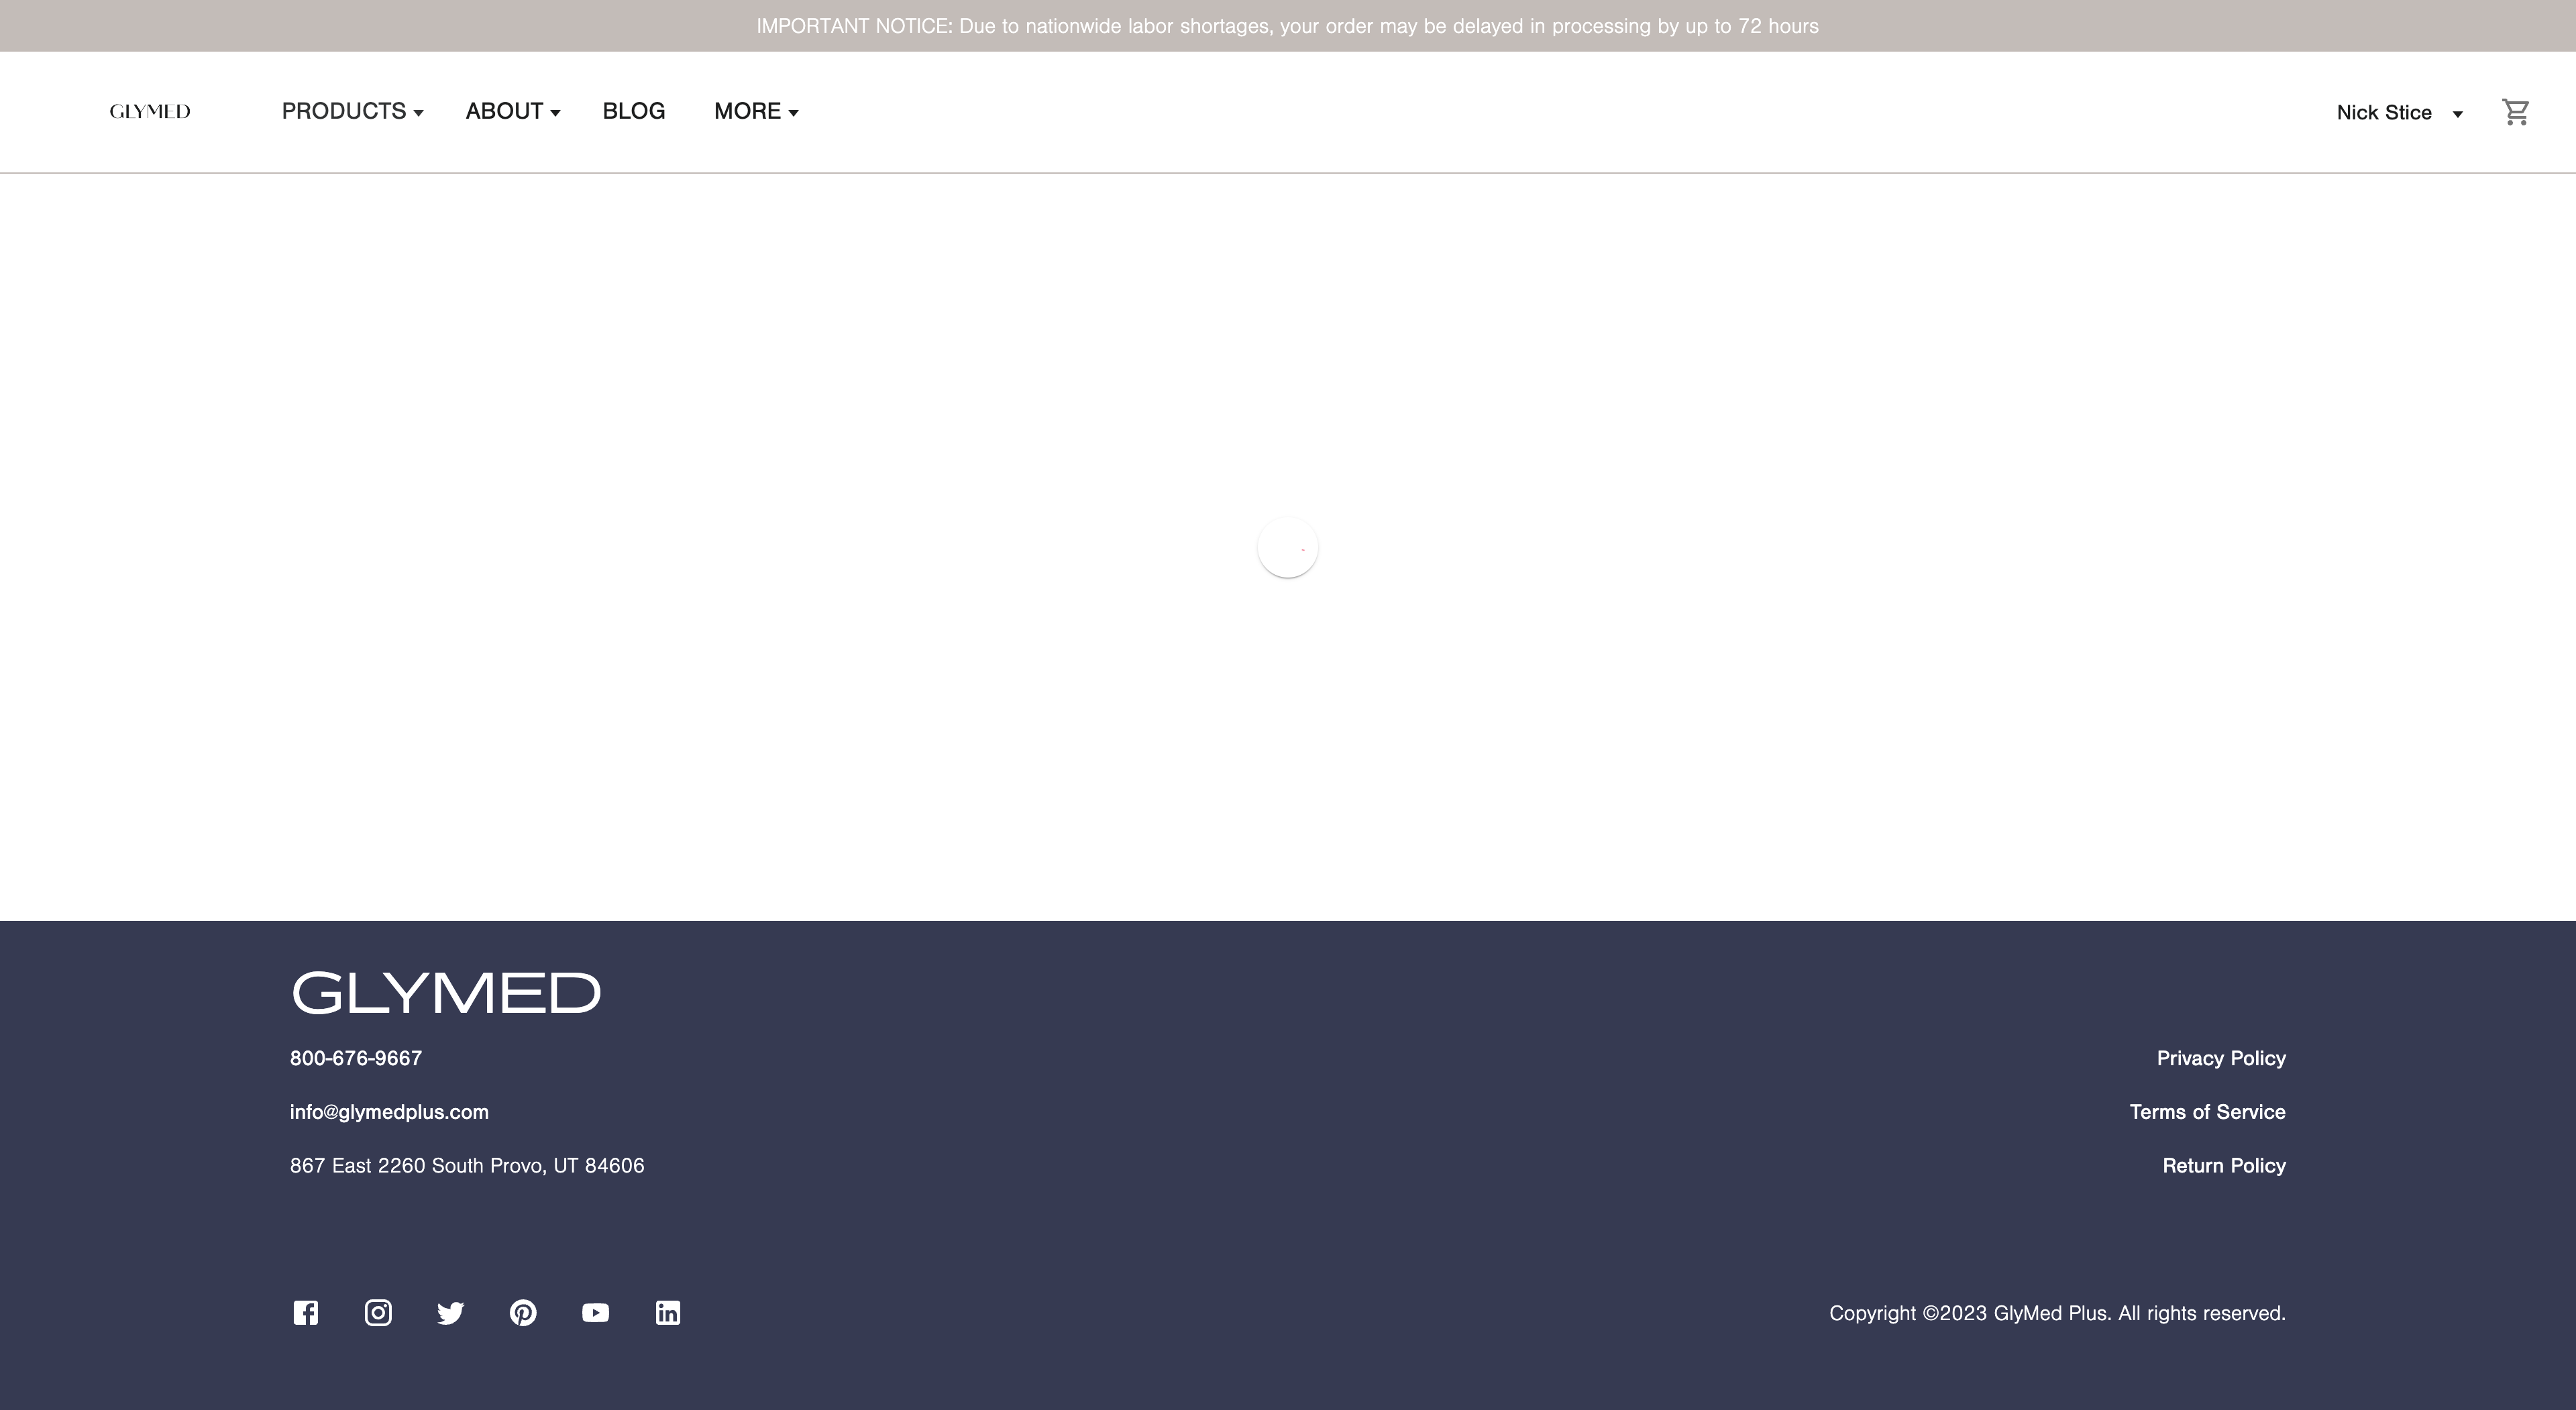 IMPORTANT NOTICE: Due to nationwide labor shortages, your order may be delayed in processing by up to 72 hours
GLYMED
PRODUCTS
ABOUT
BLOG
MORE
Nick Stice
GLYMED
800-676-9667
Privacy Policy
info@glymedplus.com
Terms of Service
867 East 2260 South Provo, UT 84606
Return Policy
Copyright ©2023 GlyMed Plus. All rights reserved.